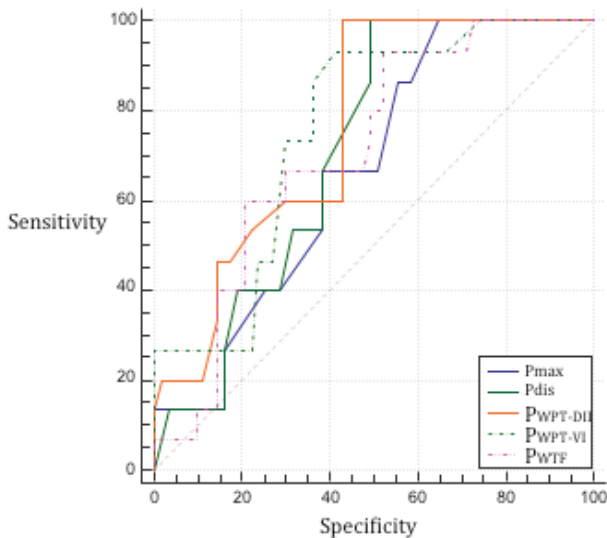 100
80
60
Sensitivity
40
20
0
0 20 40 60 80 100
Specificity
Pmax
Pdis
PWPT-DII
PWPT-VI
PWTF